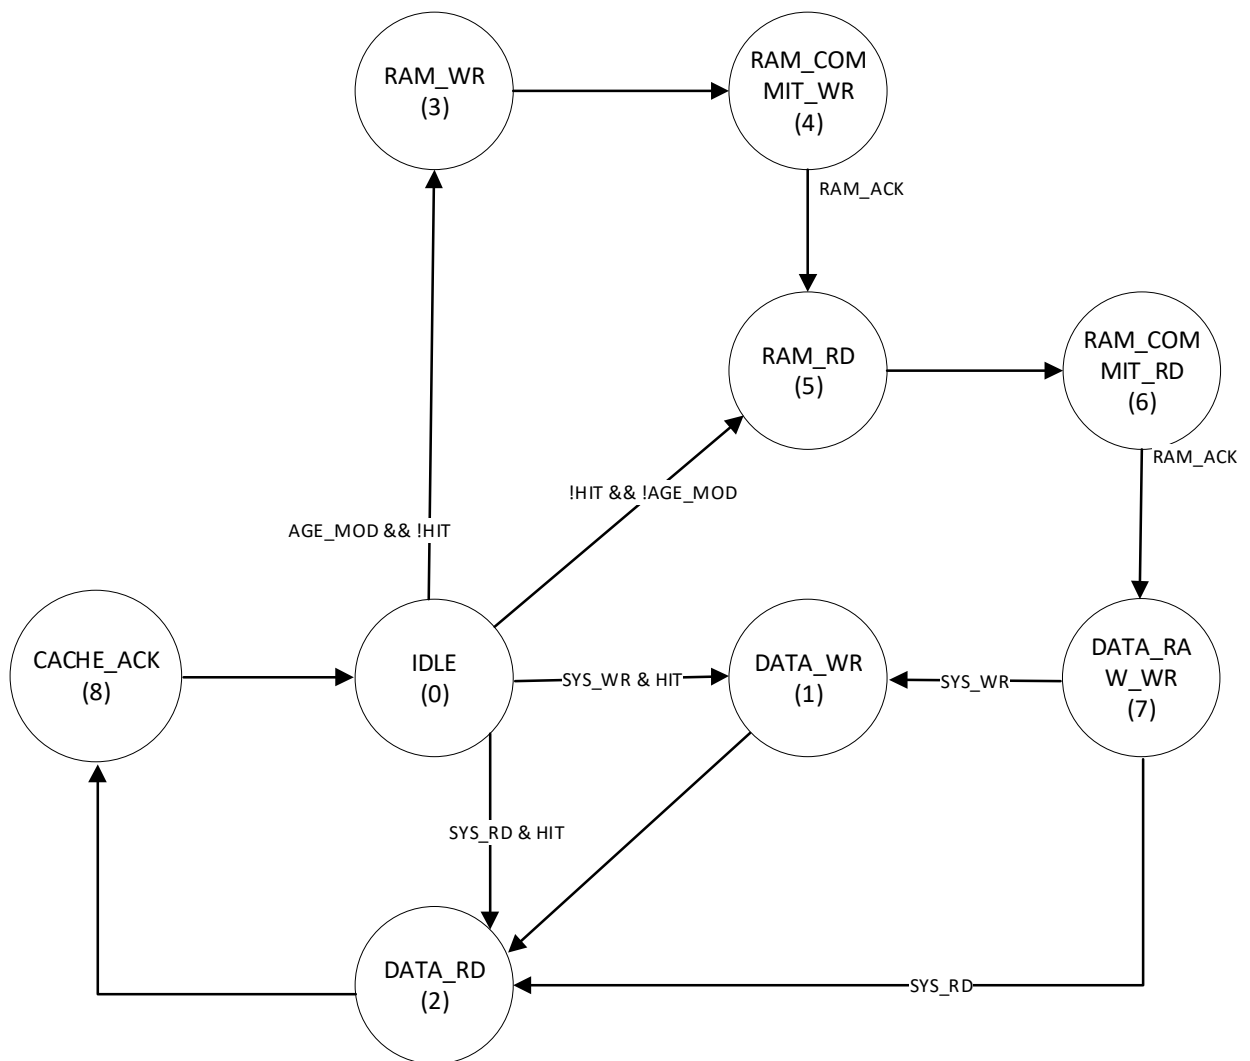 RAM_WR
(3)
RAM_COM
MIT_WR
(4)
RAM_ACK
RAM_RD
(5)
RAM_COM
MIT_RD
(6)
RAM_ACK
!HIT && !AGE_MOD
AGE_MOD && !HIT
CACHE_ACK
(8)
IDLE
(0)
SYS_WR & HIT
DATA_WR
(1)
SYS_WR
DATA_RA
W_WR
(7)
SYS_RD & HIT
DATA_RD
(2)
SYS_RD